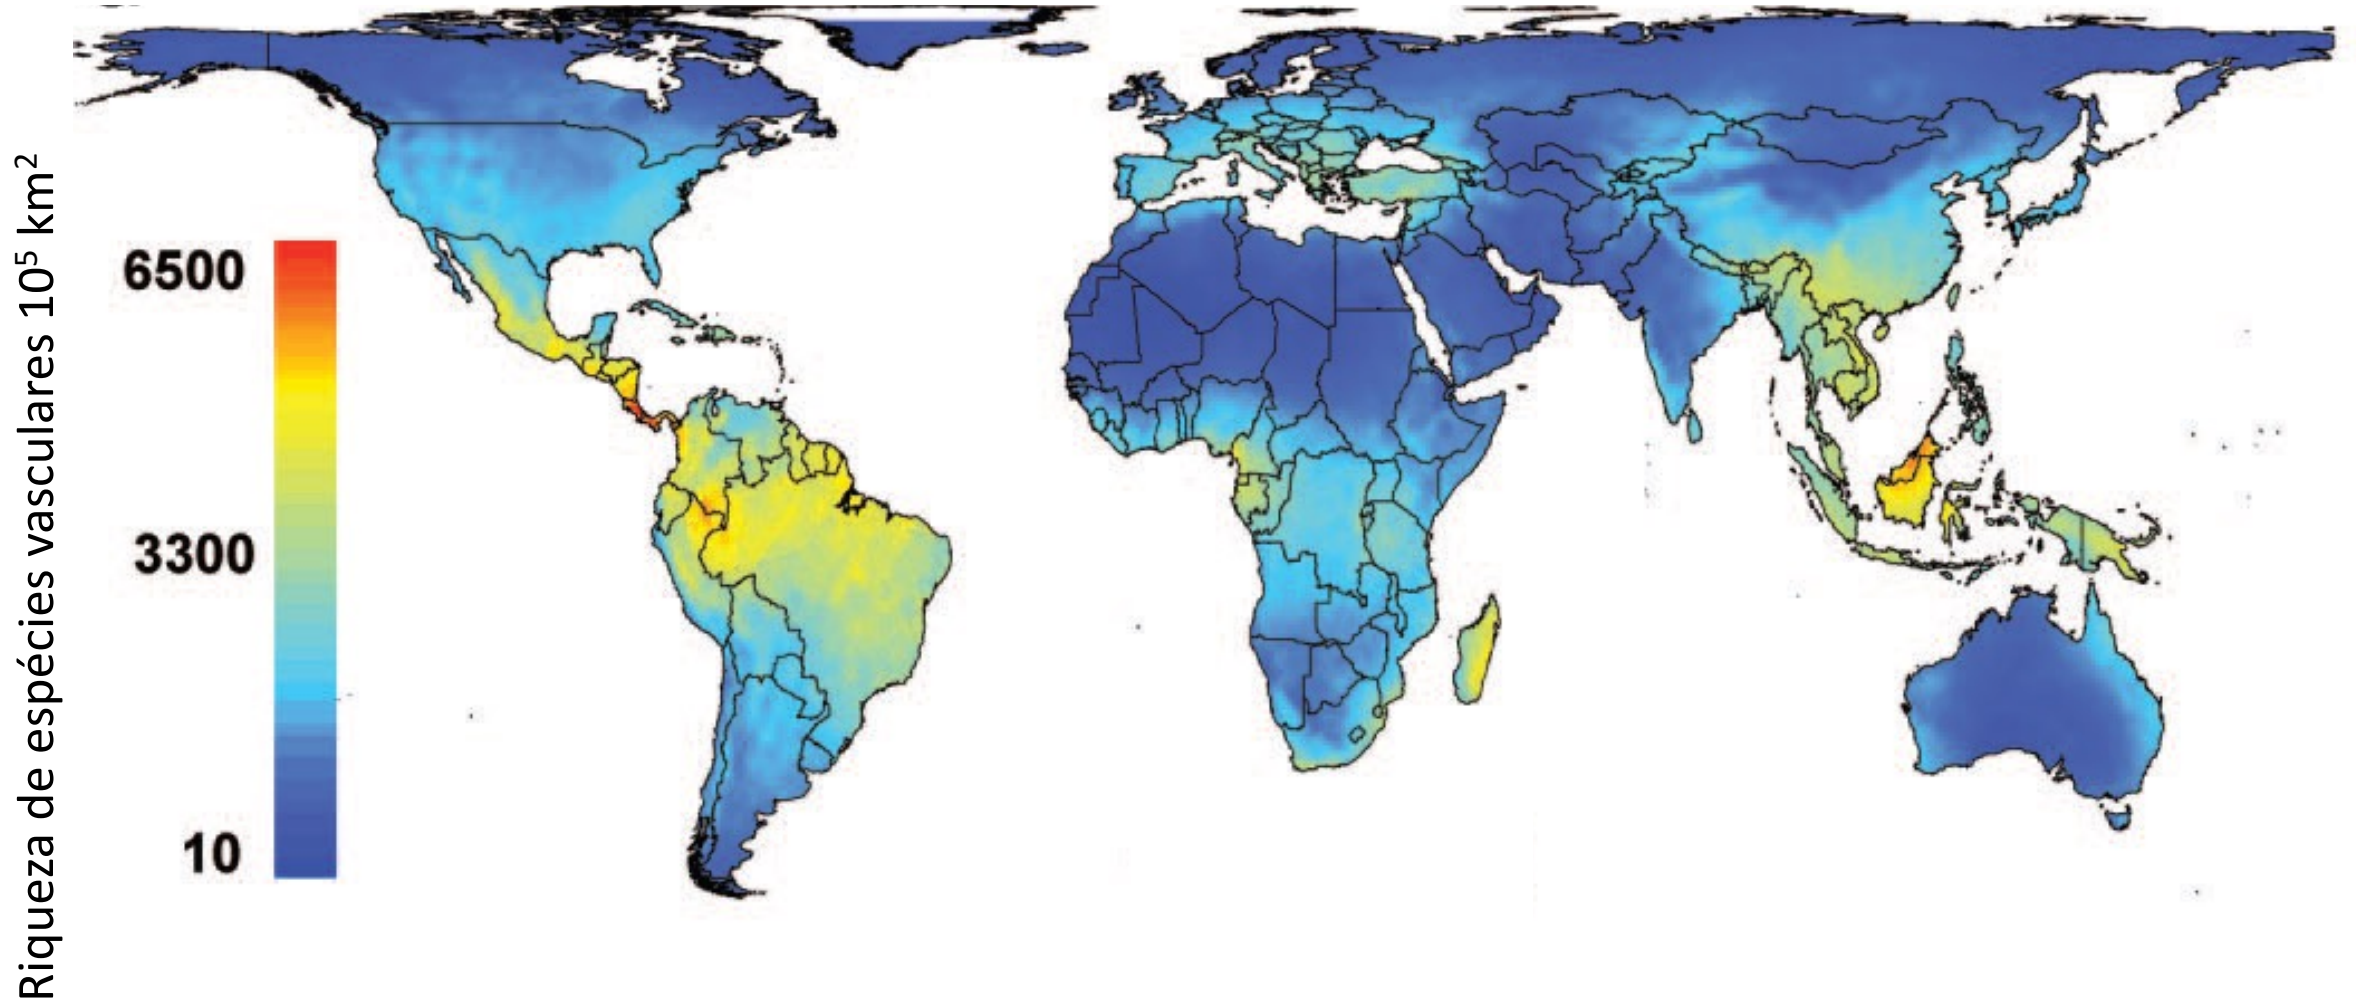 Riqueza de espécies vasculares 10⁵ km²
6500
3300
10